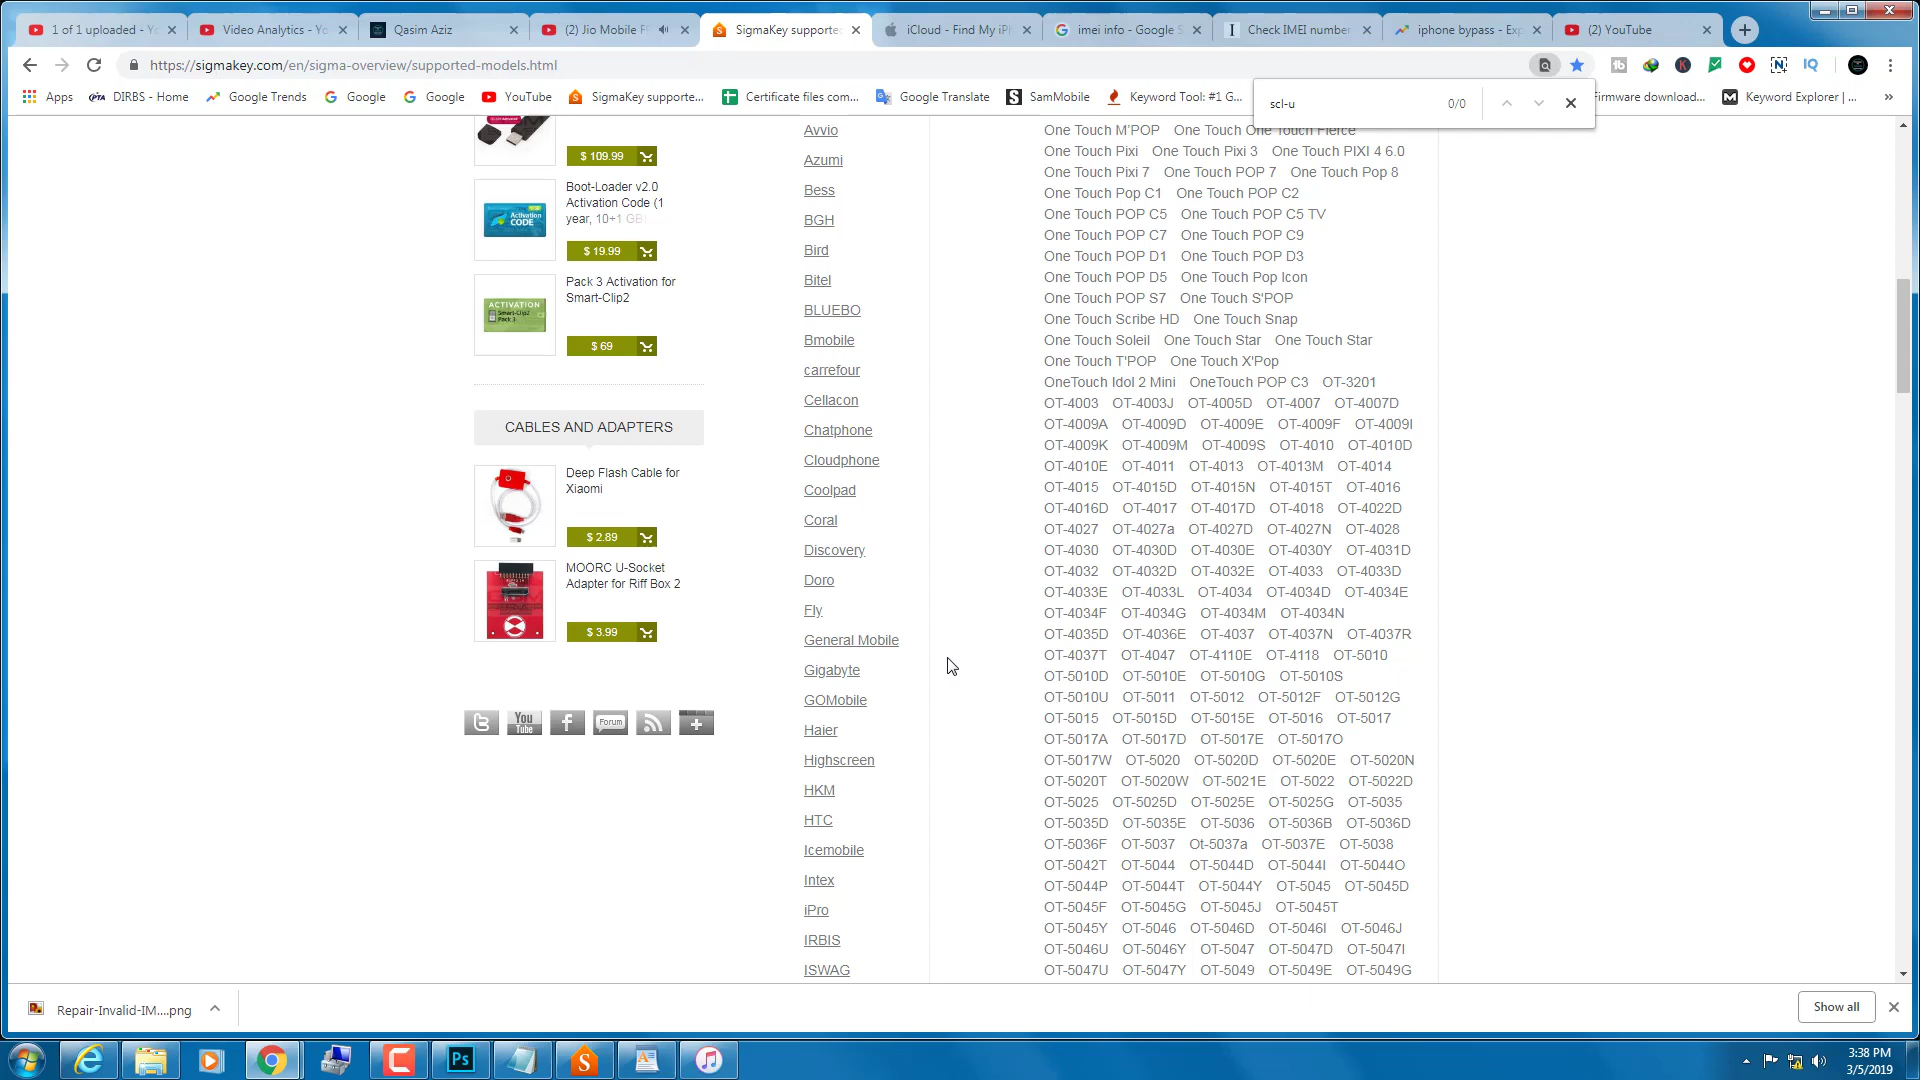 1 of 1 uploaded - Yo
Video Analytics - Yo
Qasim Aziz
(2) Jio Mobile F
SigmaKey supporte
iCloud - Find My iPh
imei info - Google S
Check IMEI number
iphone bypass - Exp
(2) YouTube
https://sigmakey.com/en/sigma-overview/supported-models.html
Apps
DIRBS - Home
Google Trends
Google
Google
YouTube
SigmaKey supporte...
Certificate files com...
Google Translate
SamMobile
Keyword Tool: #1 G...
Firmware download...
Keyword Explorer | ...
»
scl-u 0/0
$ 109.99
Boot-Loader v2.0
Activation Code (1
year, 10+1 GB)
Activation
CODE
$ 19.99
Pack 3 Activation for
Smart-Clip2
ACTIVATION
Smart-Clip2
Pack 3
$ 69
CABLES AND ADAPTERS
Deep Flash Cable for
Xiaomi
$ 2.89
MOORC U-Socket
Adapter for Riff Box 2
$ 3.99
You
Tube
Forum
Avvio
Azumi
Bess
BGH
Bird
Bitel
BLUEBO
Bmobile
carrefour
Cellacon
Chatphone
Cloudphone
Coolpad
Coral
Discovery
Doro
Fly
General Mobile
Gigabyte
GOMobile
Haier
Highscreen
HKM
HTC
Icemobile
Intex
iPro
IRBIS
ISWAG
One Touch M'POP One Touch One Touch Fierce
One Touch Pixi One Touch Pixi 3 One Touch PIXI 4 6.0
One Touch Pixi 7 One Touch POP 7 One Touch Pop 8
One Touch Pop C1 One Touch POP C2
One Touch POP C5 One Touch POP C5 TV
One Touch POP C7 One Touch POP C9
One Touch POP D1 One Touch POP D3
One Touch POP D5 One Touch Pop Icon
One Touch POP S7 One Touch S'POP
One Touch Scribe HD One Touch Snap
One Touch Soleil One Touch Star One Touch Star
One Touch T'POP One Touch X'Pop
OneTouch Idol 2 Mini OneTouch POP C3 OT-3201
OT-4003 OT-4003J OT-4005D OT-4007 OT-4007D
OT-4009A OT-4009D OT-4009E OT-4009F OT-4009I
OT-4009K OT-4009M OT-4009S OT-4010 OT-4010D
OT-4010E OT-4011 OT-4013 OT-4013M OT-4014
OT-4015 OT-4015D OT-4015N OT-4015T OT-4016
OT-4016D OT-4017 OT-4017D OT-4018 OT-4022D
OT-4027 OT-4027a OT-4027D OT-4027N OT-4028
OT-4030 OT-4030D OT-4030E OT-4030Y OT-4031D
OT-4032 OT-4032D OT-4032E OT-4033 OT-4033D
OT-4033E OT-4033L OT-4034 OT-4034D OT-4034E
OT-4034F OT-4034G OT-4034M OT-4034N
OT-4035D OT-4036E OT-4037 OT-4037N OT-4037R
OT-4037T OT-4047 OT-4110E OT-4118 OT-5010
OT-5010D OT-5010E OT-5010G OT-5010S
OT-5010U OT-5011 OT-5012 OT-5012F OT-5012G
OT-5015 OT-5015D OT-5015E OT-5016 OT-5017
OT-5017A OT-5017D OT-5017E OT-5017O
OT-5017W OT-5020 OT-5020D OT-5020E OT-5020N
OT-5020T OT-5020W OT-5021E OT-5022 OT-5022D
OT-5025 OT-5025D OT-5025E OT-5025G OT-5035
OT-5035D OT-5035E OT-5036 OT-5036B OT-5036D
OT-5036F OT-5037 Ot-5037a OT-5037E OT-5038
OT-5042T OT-5044 OT-5044D OT-5044I OT-5044O
OT-5044P OT-5044T OT-5044Y OT-5045 OT-5045D
OT-5045F OT-5045G OT-5045J OT-5045T
OT-5045Y OT-5046 OT-5046D OT-5046I OT-5046J
OT-5046U OT-5046Y OT-5047 OT-5047D OT-5047I
OT-5047U OT-5047Y OT-5049 OT-5049E OT-5049G
Repair-Invalid-IM....png
Show all
3:38 PM
3/5/2019